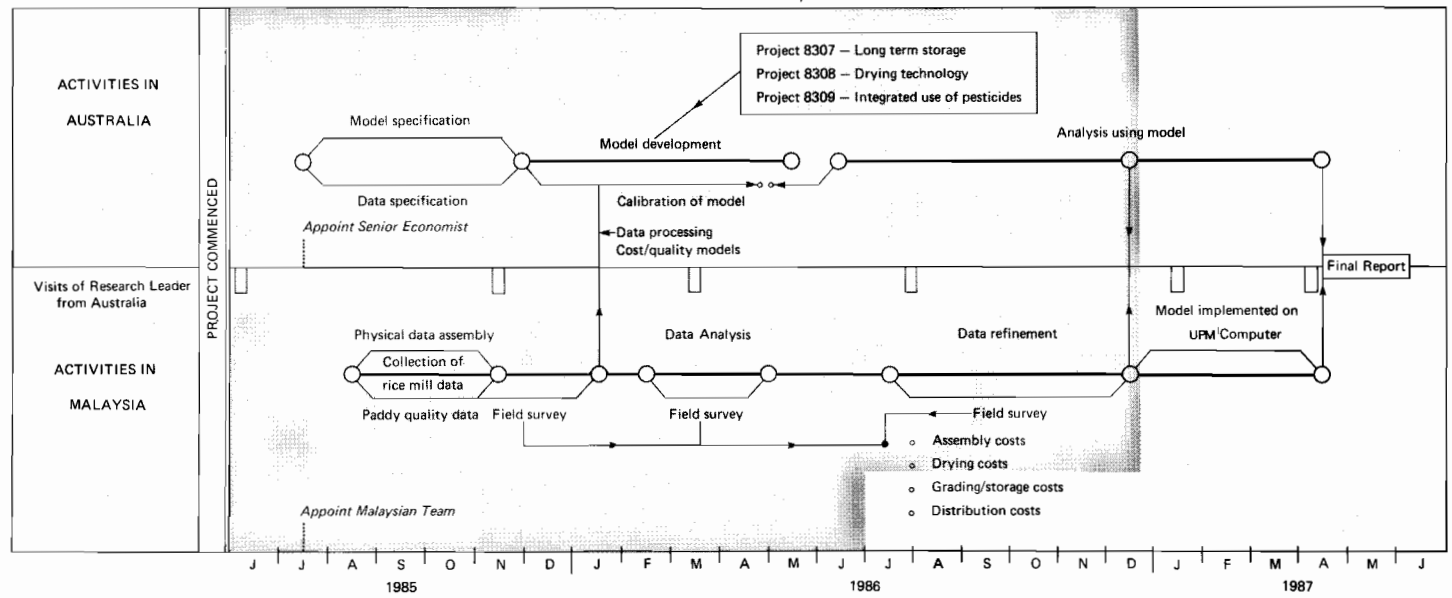 Project 8307 – Long term storage
Project 8308 – Drying technology
Project 8309 – Integrated use of pesticides
ACTIVITIES IN
AUSTRALIA
Model specification
Model development
Analysis using model
Data specification
Calibration of model
Appoint Senior Economist
Data processing
Cost/quality models
PROJECT COMMENCED
Visits of Research Leader
from Australia
Final Report
Physical data assembly
Data Analysis
Data refinement
Model implemented on
UPM Computer
Collection of
rice mill data
ACTIVITIES IN
MALAYSIA
Paddy quality data
Field survey
Field survey
Field survey
Assembly costs
Drying costs
Grading/storage costs
Distribution costs
Appoint Malaysian Team
J J A S O N D J F M A M J J A S O N D J F M A M J
1985 1986 1987